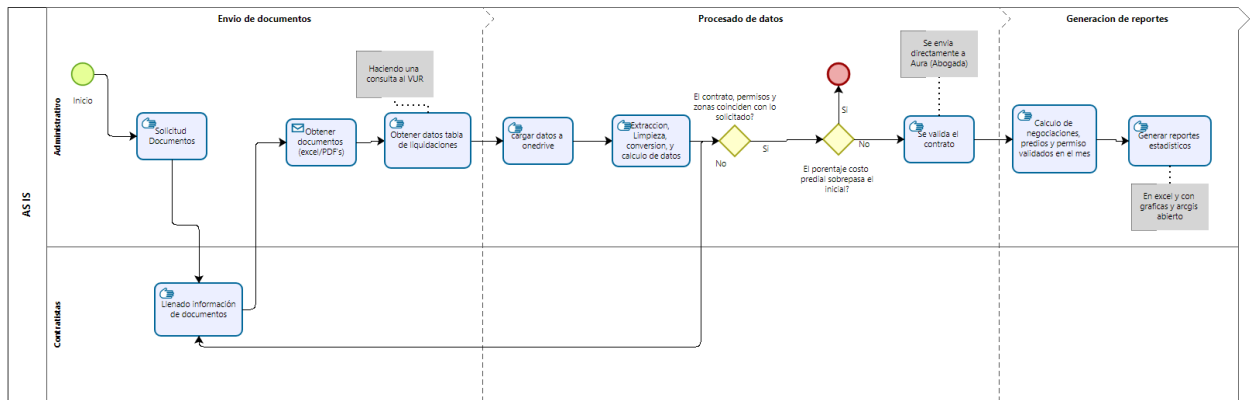 Envio de documentos
Procesado de datos
Generacion de reportes
AS IS
Administrativo
Contratistas
Inicio
Solicitud
Documentos
Llenado información
de documentos
Obtener
documentos
(excel/PDF's)
Haciendo una
consulta al VUR
Obtener datos tabla
de liquidaciones
cargar datos a
onedrive
Extraccion,
Limpieza,
conversion, y
calculo de datos
El contrato, permisos y
zonas coinciden con lo
solicitado?
No
Si
Si
No
El porentaje costo
predial sobrepasa el
inicial?
Se envia
directamente a
Aura (Abogada)
Se valida el
contrato
Calculo de
negociaciones,
predios y permiso
validados en el mes
Generar reportes
estadisticos
En excel y con
graficas y arcgis
abierto